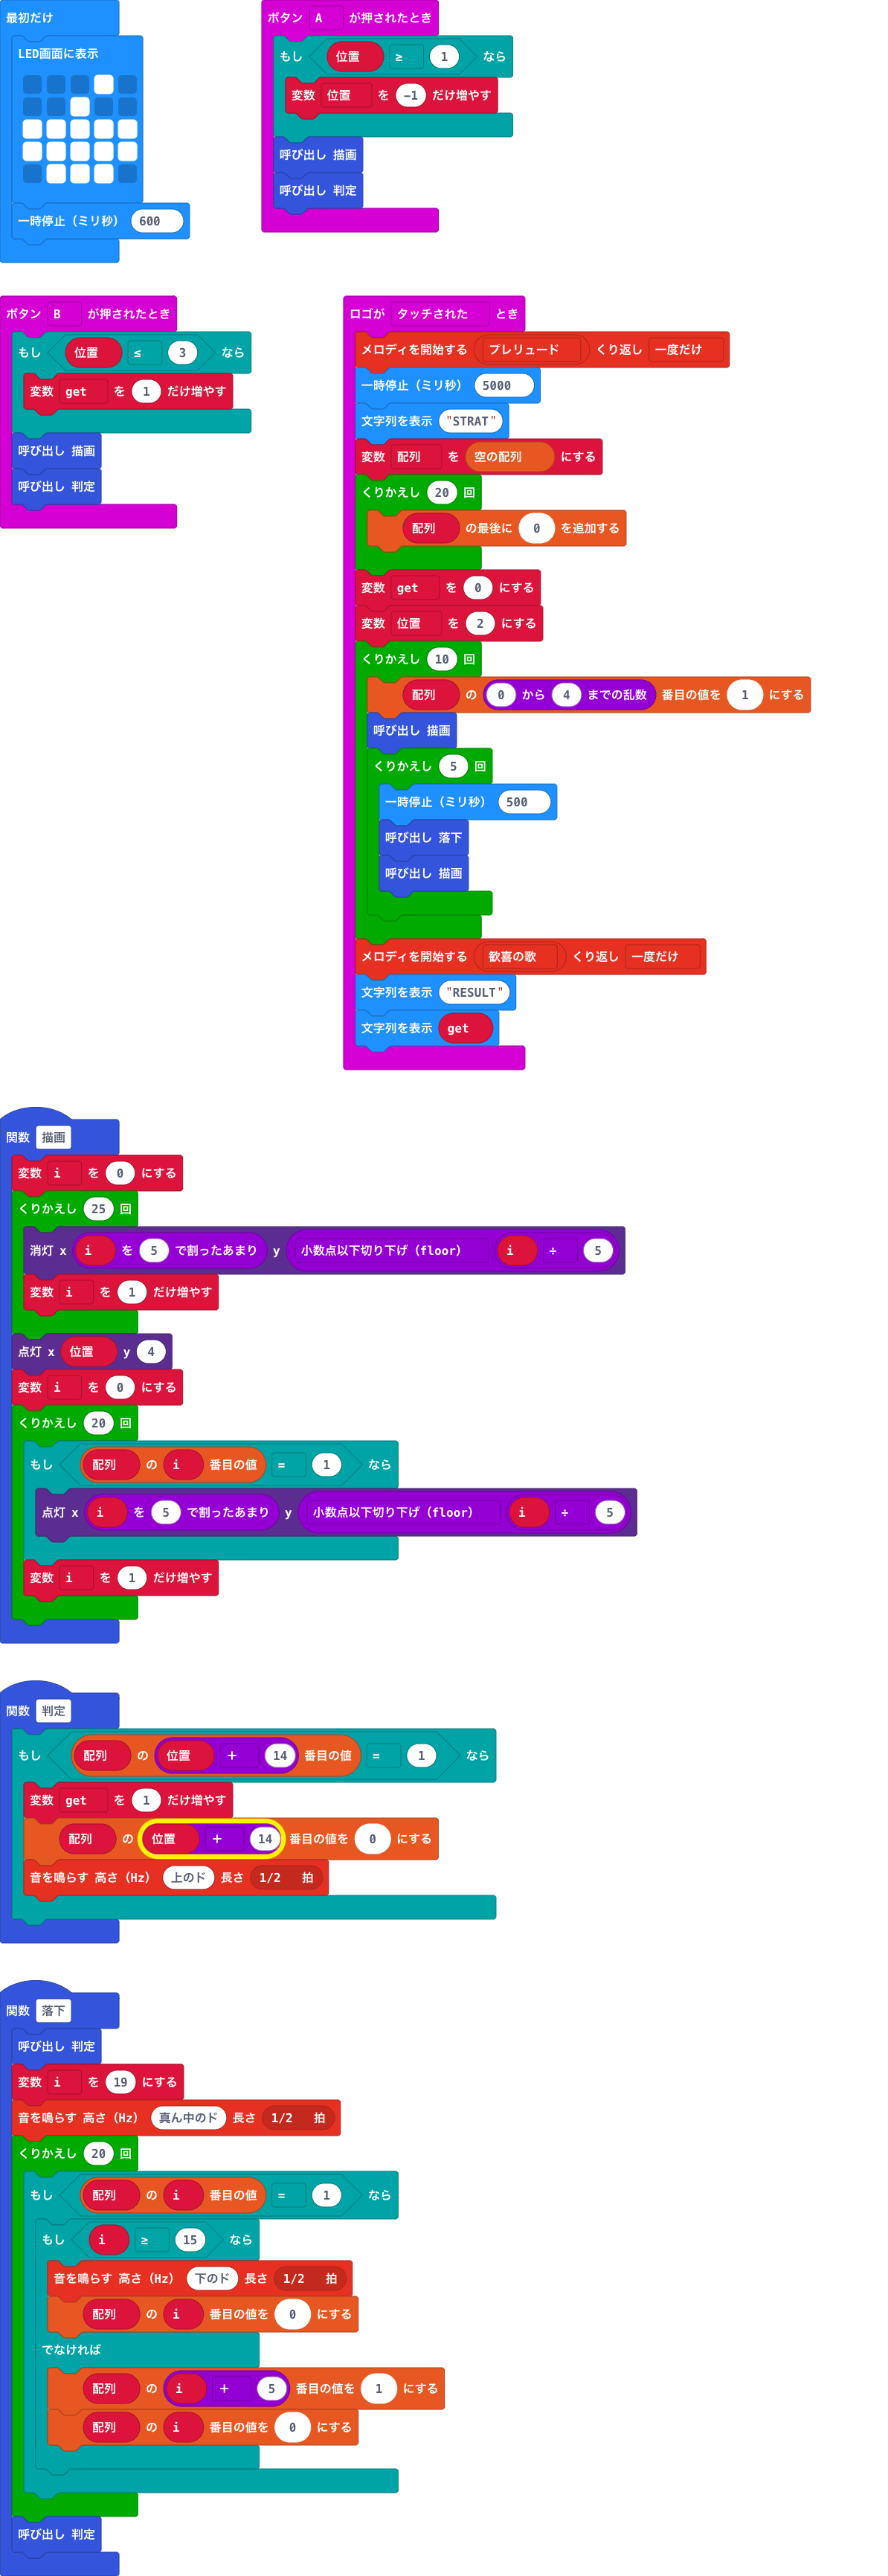 最初だけ
LED画面に表示
一時停止（ミリ秒） 600
ボタン A が押されたとき
もし 位置 ≥ 1 なら
変数 位置 を -1 だけ増やす
呼び出し 描画
呼び出し 判定
ボタン B が押されたとき
もし 位置 ≤ 3 なら
変数 get を 1 だけ増やす
呼び出し 描画
呼び出し 判定
ロゴが タッチされた とき
メロディを開始する プレリュード くり返し 一度だけ
一時停止（ミリ秒） 5000
文字列を表示 "STRAT"
変数 配列 を 空の配列 にする
くりかえし 20 回
配列 の最後に 0 を追加する
変数 get を 0 にする
変数 位置 を 2 にする
くりかえし 10 回
配列 の 0 から 4 までの乱数 番目の値を 1 にする
呼び出し 描画
くりかえし 5 回
一時停止（ミリ秒） 500
呼び出し 落下
呼び出し 描画
メロディを開始する 歓喜の歌 くり返し 一度だけ
文字列を表示 "RESULT"
文字列を表示 get
関数 描画
変数 i を 0 にする
くりかえし 25 回
消灯 x i を 5 で割ったあまり y 小数点以下切り下げ（floor） i ÷ 5
変数 i を 1 だけ増やす
点灯 x 位置 y 4
変数 i を 0 にする
くりかえし 20 回
もし 配列 の i 番目の値 = 1 なら
点灯 x i を 5 で割ったあまり y 小数点以下切り下げ（floor） i ÷ 5
変数 i を 1 だけ増やす
関数 判定
もし 配列 の 位置 + 14 番目の値 = 1 なら
変数 get を 1 だけ増やす
配列 の 位置 + 14 番目の値を 0 にする
音を鳴らす 高さ（Hz） 上のド 長さ 1/2 拍
関数 落下
呼び出し 判定
変数 i を 19 にする
音を鳴らす 高さ（Hz） 真ん中のド 長さ 1/2 拍
くりかえし 20 回
もし 配列 の i 番目の値 = 1 なら
もし i ≥ 15 なら
音を鳴らす 高さ（Hz） 下のド 長さ 1/2 拍
配列 の i 番目の値を 0 にする
でなければ
配列 の i + 5 番目の値を 1 にする
配列 の i 番目の値を 0 にする
呼び出し 判定